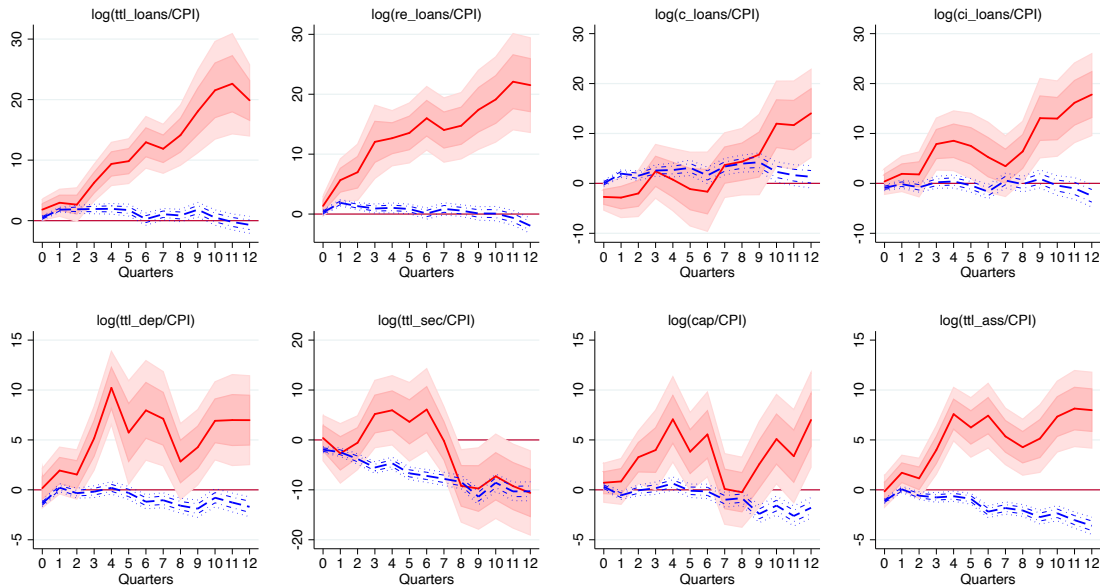 log(ttl_loans/CPI)
30
20
10
0
0 1 2 3 4 5 6 7 8 9 10 11 12
Quarters
log(re_loans/CPI)
30
20
10
0
0 1 2 3 4 5 6 7 8 9 10 11 12
Quarters
log(c_loans/CPI)
30
20
10
0
-10
0 1 2 3 4 5 6 7 8 9 10 11 12
Quarters
log(ci_loans/CPI)
30
20
10
0
-10
0 1 2 3 4 5 6 7 8 9 10 11 12
Quarters
log(ttl_dep/CPI)
15
10
5
0
-5
0 1 2 3 4 5 6 7 8 9 10 11 12
Quarters
log(ttl_sec/CPI)
20
10
0
-10
-20
0 1 2 3 4 5 6 7 8 9 10 11 12
Quarters
log(cap/CPI)
15
10
5
0
-5
0 1 2 3 4 5 6 7 8 9 10 11 12
Quarters
log(ttl_ass/CPI)
15
10
5
0
-5
0 1 2 3 4 5 6 7 8 9 10 11 12
Quarters